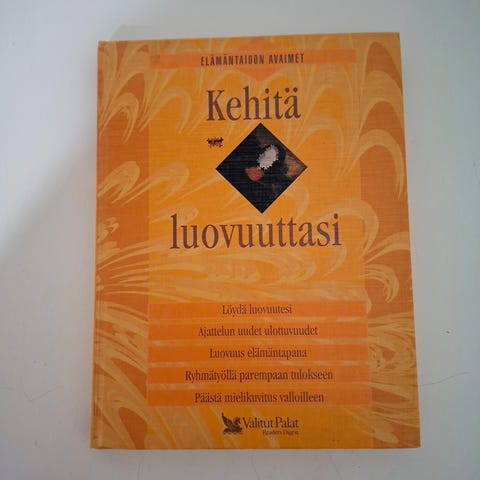 ELÄMÄNTAIDON AVAIMET
Kehitä
luovuuttasi
Löydä luovuutesi
Ajattelun uudet ulottuvuudet
Luovuus elämäntapana
Ryhmätyöllä parempaan tulokseen
Päästä mielikuvitus valloilleen
Valitut Palat
Reader's Digest